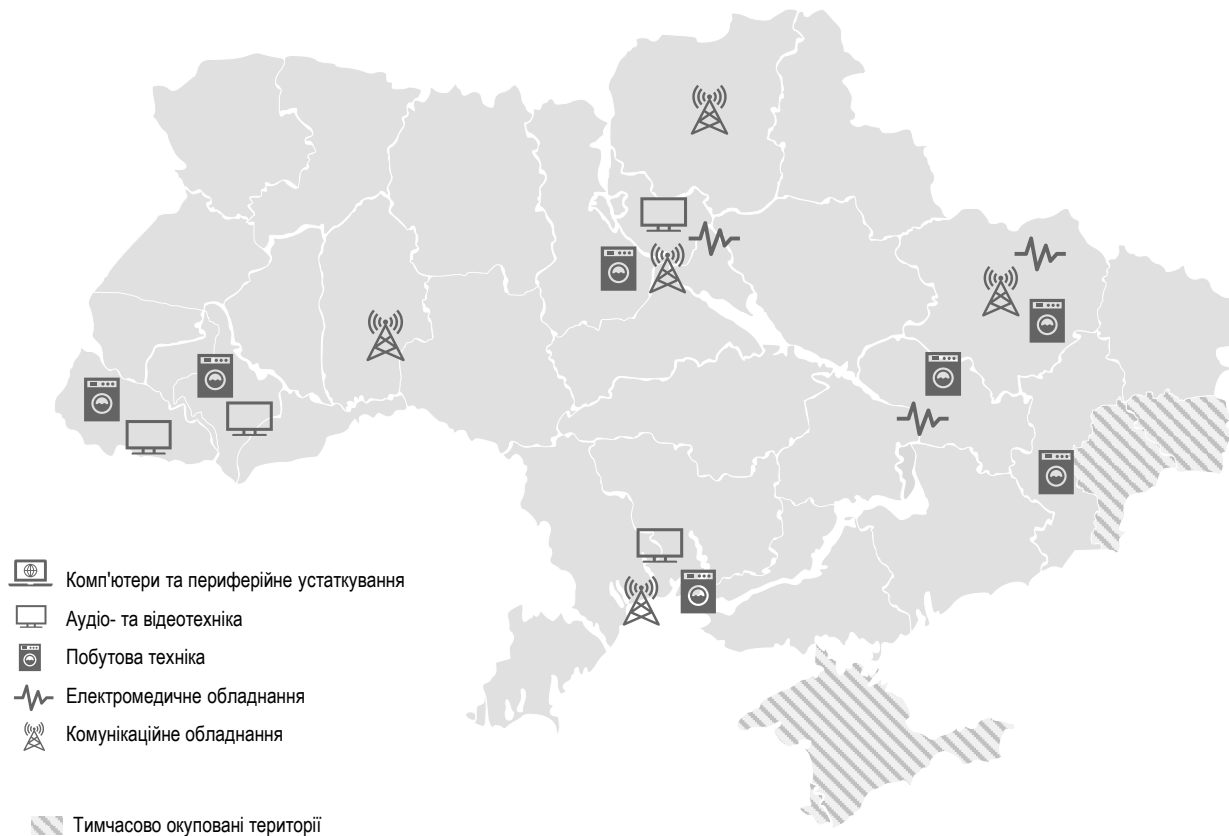 Комп'ютери та периферійне устаткування
Аудіо- та відеотехніка
Побутова техніка
Електромедичне обладнання
Комунікаційне обладнання
Тимчасово окуповані території